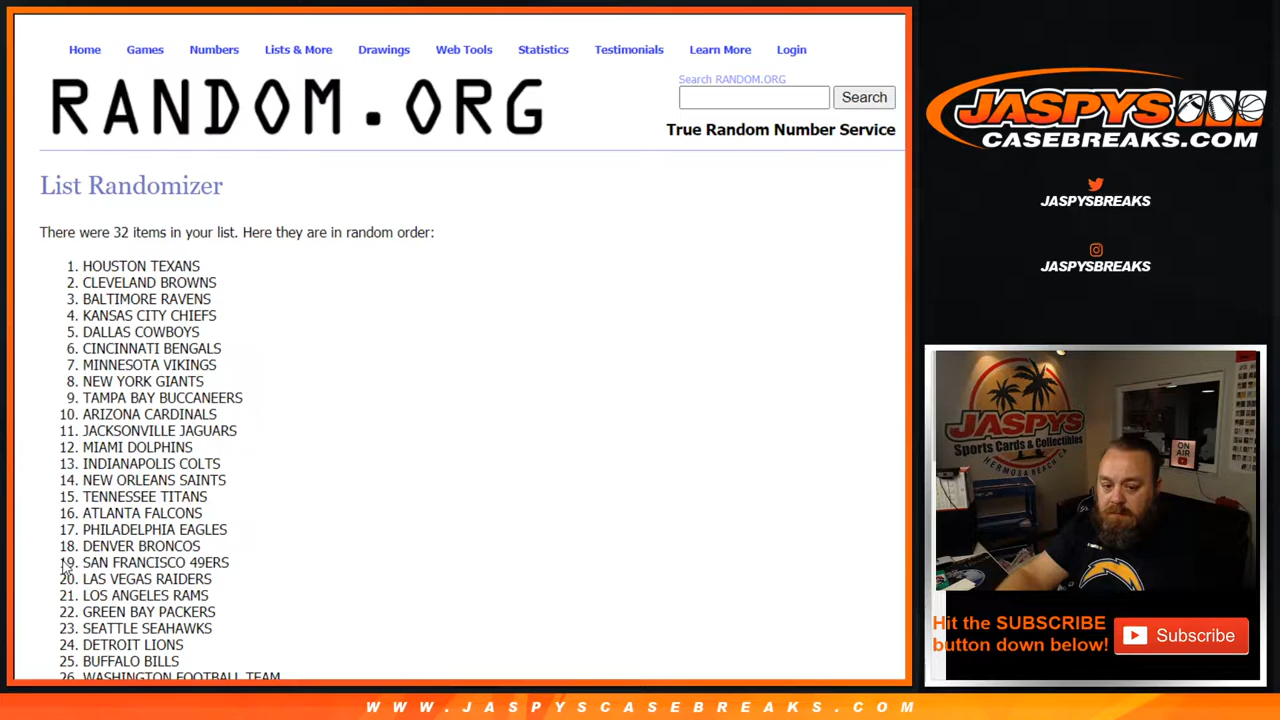 Home Games Numbers Lists & More Drawings Web Tools Statistics Testimonials Learn More Login
RANDOM.ORG
Search RANDOM.ORG
Search
True Random Number Service
List Randomizer
There were 32 items in your list. Here they are in random order:
1. HOUSTON TEXANS
2. CLEVELAND BROWNS
3. BALTIMORE RAVENS
4. KANSAS CITY CHIEFS
5. DALLAS COWBOYS
6. CINCINNATI BENGALS
7. MINNESOTA VIKINGS
8. NEW YORK GIANTS
9. TAMPA BAY BUCCANEERS
10. ARIZONA CARDINALS
11. JACKSONVILLE JAGUARS
12. MIAMI DOLPHINS
13. INDIANAPOLIS COLTS
14. NEW ORLEANS SAINTS
15. TENNESSEE TITANS
16. ATLANTA FALCONS
17. PHILADELPHIA EAGLES
18. DENVER BRONCOS
19. SAN FRANCISCO 49ERS
20. LAS VEGAS RAIDERS
21. LOS ANGELES RAMS
22. GREEN BAY PACKERS
23. SEATTLE SEAHAWKS
24. DETROIT LIONS
25. BUFFALO BILLS
26. WASHINGTON FOOTBALL TEAM
JASPYS
CASEBREAKS.COM
JASPYSBREAKS
JASPYSBREAKS
JASPYS
Sports Cards & Collectibles
HERMOSA BEACH CA
ON AIR
Hit the SUBSCRIBE
button down below!
Subscribe
WWW.JASPYSCASEBREAKS.COM